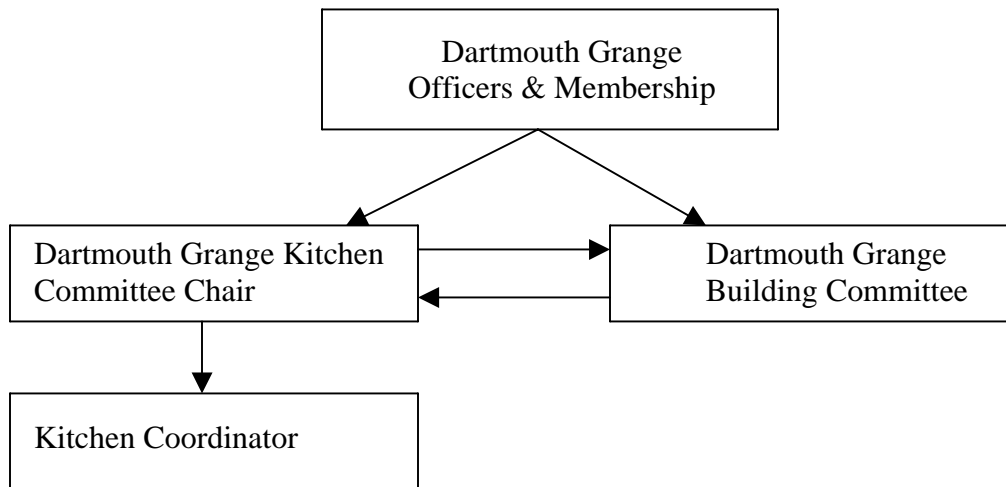 Dartmouth Grange
Officers & Membership
Dartmouth Grange Kitchen
Committee Chair
Dartmouth Grange
Building Committee
Kitchen Coordinator